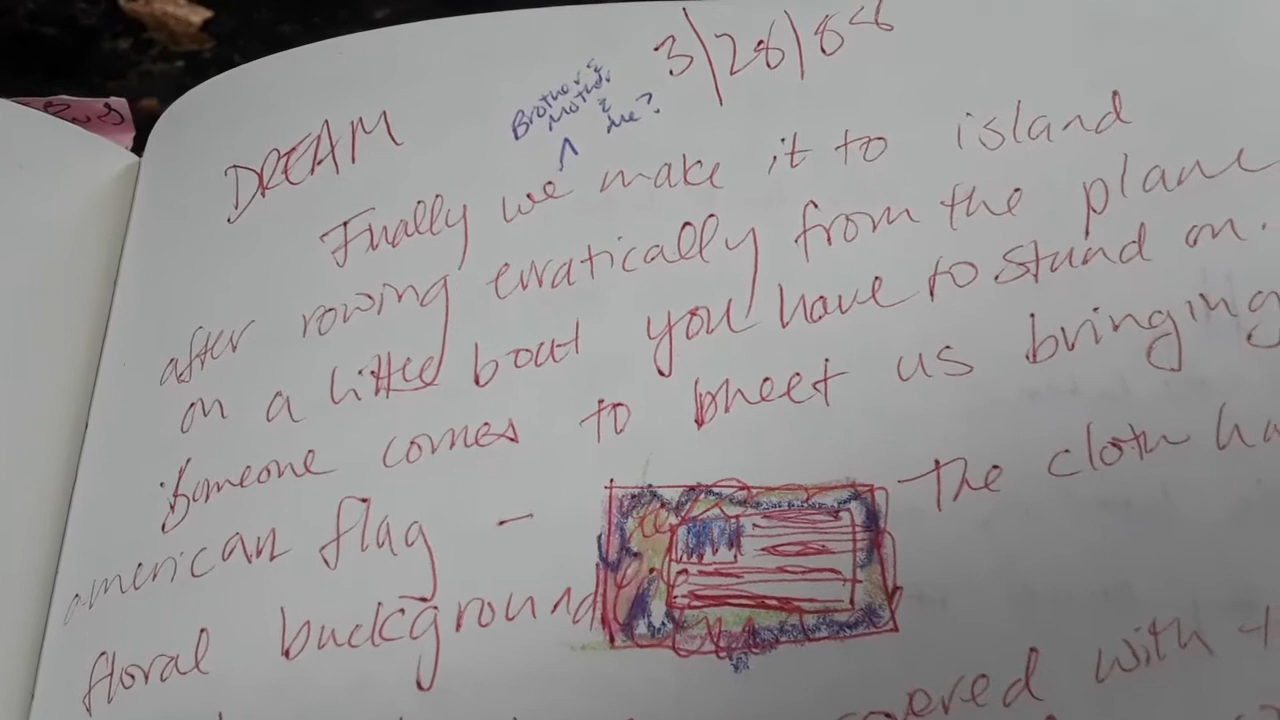 3/28/88
Brother &
Mother
& me?
DREAM
Finally we make it to island
after rowing erratically from the plane
on a little boat you have to stand on.
Someone comes to meet us bringing
american flag - The cloth ha
floral background
covered with